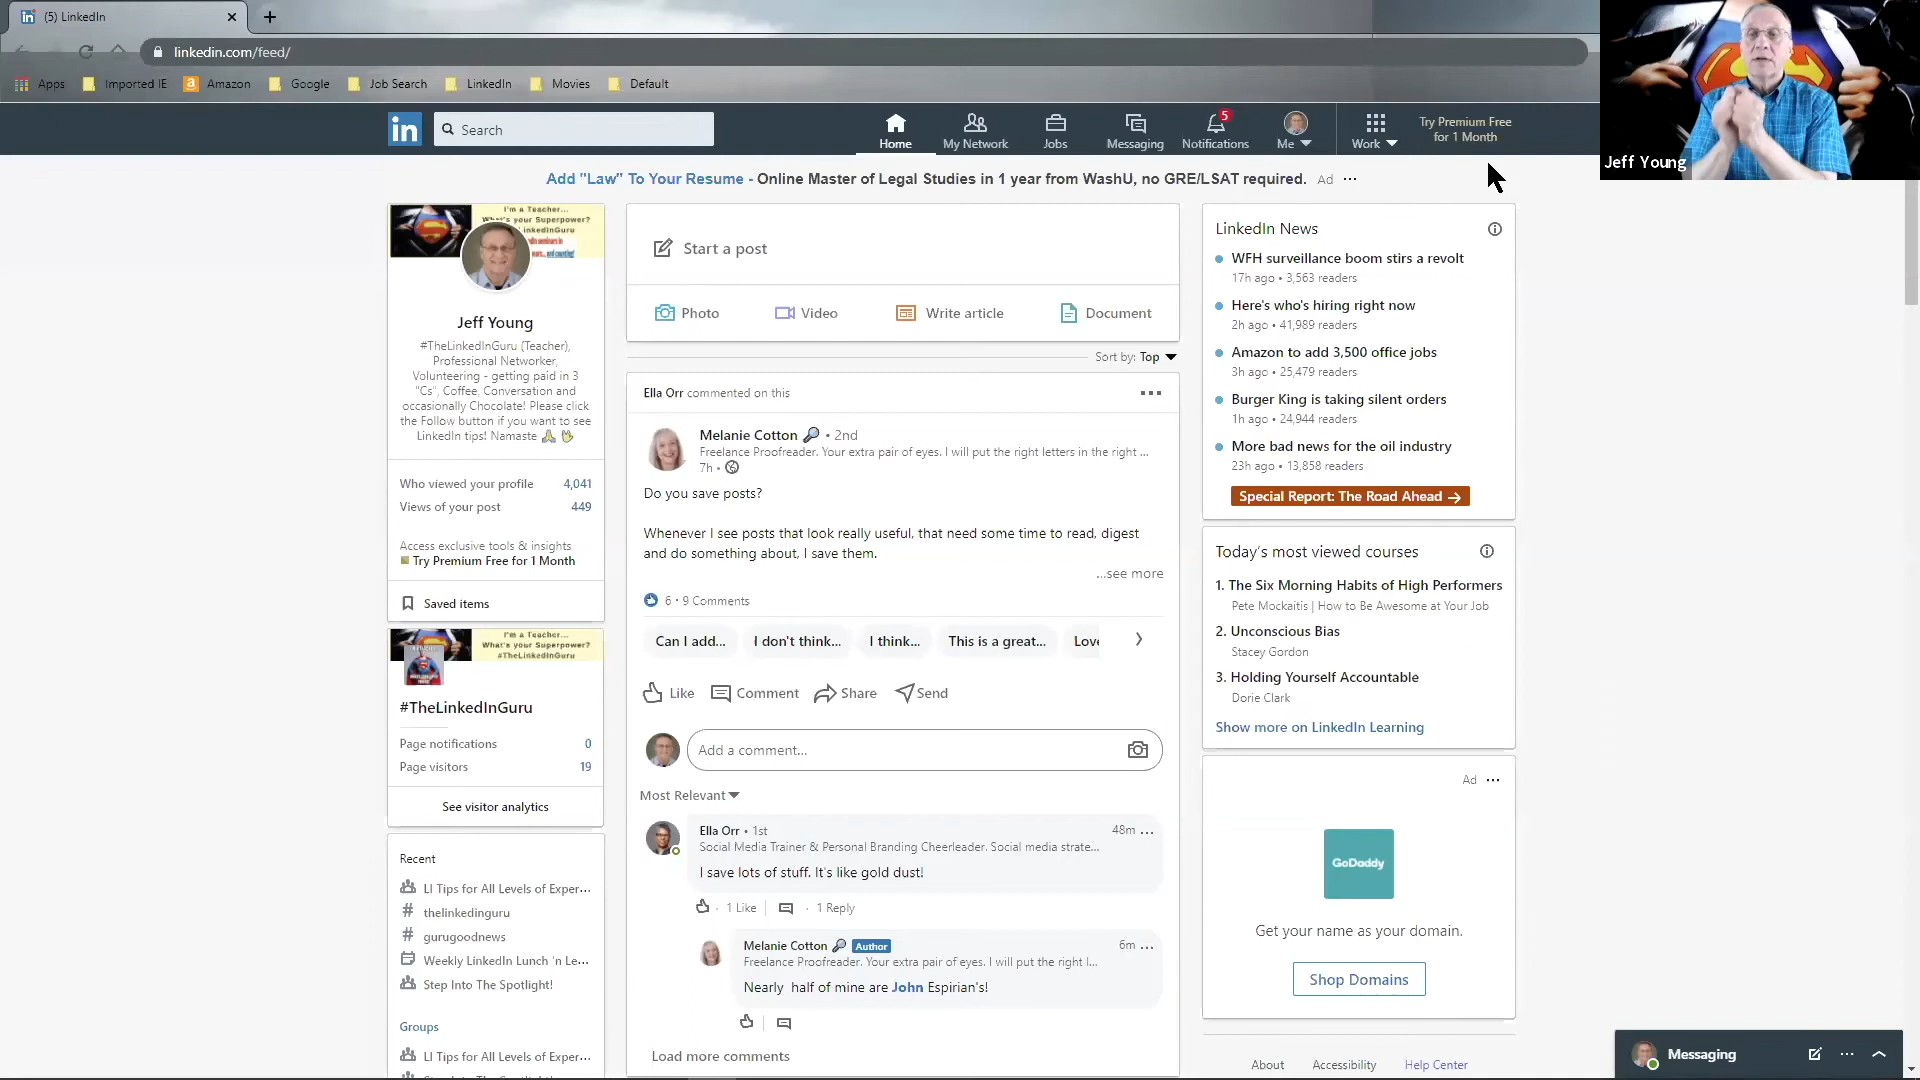 (5) LinkedIn
linkedin.com/feed/
Apps Imported IE Amazon Google Job Search LinkedIn Movies Default
in Search Home My Network Jobs Messaging 5 Notifications Me Work Try Premium Free
for 1 Month
Jeff Young
Add "Law" To Your Resume - Online Master of Legal Studies in 1 year from WashU, no GRE/LSAT required. Ad
I'm a Teacher...
What's your Superpower?
Jeff Young
#TheLinkedInGuru (Teacher),
Professional Networker,
Volunteering - getting paid in 3
"Cs", Coffee, Conversation and
occasionally Chocolate! Please click
the Follow button if you want to see
LinkedIn tips! Namaste 🙏 🖖
Who viewed your profile 4,041
Views of your post 449
Access exclusive tools & insights
Try Premium Free for 1 Month
Saved items
I'm a Teacher...
What's your Superpower?
#TheLinkedInGuru
#TheLinkedInGuru
Page notifications 0
Page visitors 19
See visitor analytics
Recent
LI Tips for All Levels of Exper...
# thelinkedinguru
# gurugoodnews
Weekly LinkedIn Lunch 'n Le...
Step Into The Spotlight!
Groups
LI Tips for All Levels of Exper...
Start a post
Photo Video Write article Document
Sort by: Top
Ella Orr commented on this
Melanie Cotton 🔎 • 2nd
Freelance Proofreader. Your extra pair of eyes. I will put the right letters in the right ...
7h •
Do you save posts?
Whenever I see posts that look really useful, that need some time to read, digest
and do something about, I save them.
...see more
6 • 9 Comments
Can I add... I don't think... I think... This is a great... Love
Like Comment Share Send
Add a comment...
Most Relevant
Ella Orr • 1st 48m
Social Media Trainer & Personal Branding Cheerleader. Social media strate...
I save lots of stuff. It's like gold dust!
1 Like 1 Reply
Melanie Cotton 🔎 Author 6m
Freelance Proofreader. Your extra pair of eyes. I will put the right l...
Nearly half of mine are John Espirian's!
Load more comments
LinkedIn News
WFH surveillance boom stirs a revolt
17h ago • 3,563 readers
Here's who's hiring right now
2h ago • 41,989 readers
Amazon to add 3,500 office jobs
3h ago • 25,479 readers
Burger King is taking silent orders
1h ago • 24,944 readers
More bad news for the oil industry
23h ago • 13,858 readers
Special Report: The Road Ahead →
Today's most viewed courses
1. The Six Morning Habits of High Performers
Pete Mockaitis | How to Be Awesome at Your Job
2. Unconscious Bias
Stacey Gordon
3. Holding Yourself Accountable
Dorie Clark
Show more on LinkedIn Learning
Ad
GoDaddy
Get your name as your domain.
Shop Domains
About Accessibility Help Center
Messaging